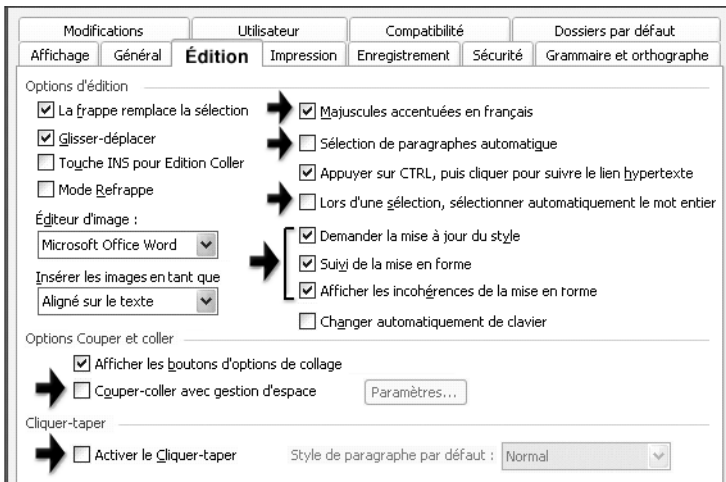 Modifications Utilisateur Compatibilité Dossiers par défaut
Affichage Général Édition Impression Enregistrement Sécurité Grammaire et orthographe
Options d'édition
La frappe remplace la sélection
Glisser-déplacer
Touche INS pour Edition Coller
Mode Refrappe
Éditeur d'image :
Microsoft Office Word
Insérer les images en tant que
Aligné sur le texte
Majuscules accentuées en français
Sélection de paragraphes automatique
Appuyer sur CTRL, puis cliquer pour suivre le lien hypertexte
Lors d'une sélection, sélectionner automatiquement le mot entier
Demander la mise à jour du style
Suivi de la mise en forme
Afficher les incohérences de la mise en forme
Changer automatiquement de clavier
Options Couper et coller
Afficher les boutons d'options de collage
Couper-coller avec gestion d'espace Paramètres...
Cliquer-taper
Activer le Cliquer-taper Style de paragraphe par défaut : Normal